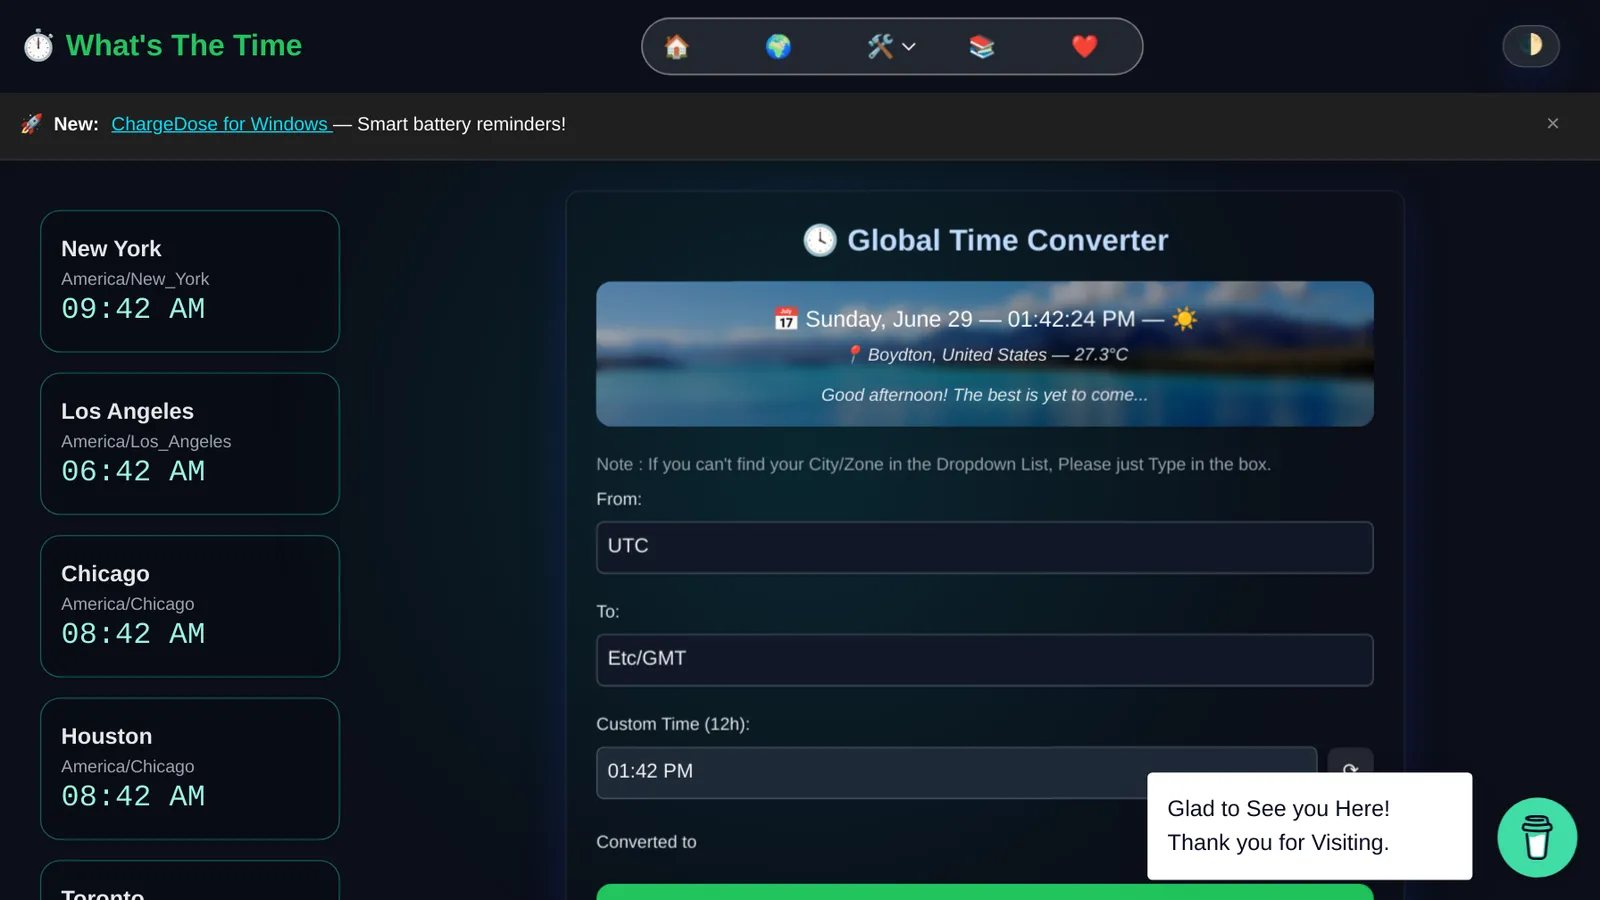 What's The Time
New: ChargeDose for Windows — Smart battery reminders!
×
New York
America/New_York
09:42 AM
Los Angeles
America/Los_Angeles
06:42 AM
Chicago
America/Chicago
08:42 AM
Houston
America/Chicago
08:42 AM
Toronto
Global Time Converter
Sunday, June 29 — 01:42:24 PM —
Boydton, United States — 27.3°C
Good afternoon! The best is yet to come...
Note : If you can't find your City/Zone in the Dropdown List, Please just Type in the box.
From:
UTC
To:
Etc/GMT
Custom Time (12h):
01:42 PM
Converted to
Glad to See you Here!
Thank you for Visiting.